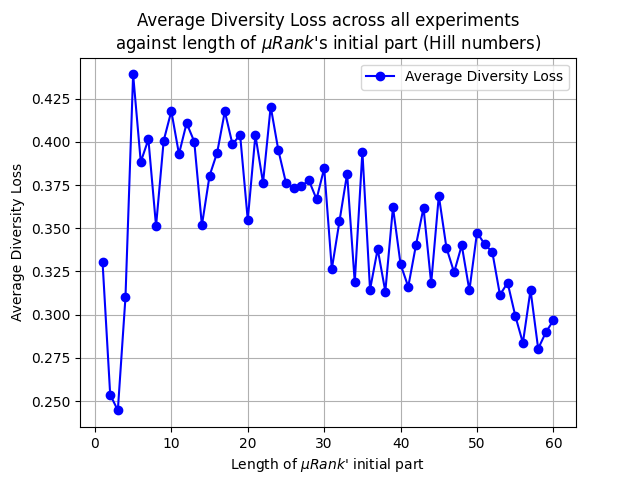 Average Diversity Loss across all experiments
against length of μRank's initial part (Hill numbers)
Average Diversity Loss
0.425
0.400
0.375
0.350
0.325
0.300
0.275
0.250
Average Diversity Loss
0 10 20 30 40 50 60
Length of μRank' initial part